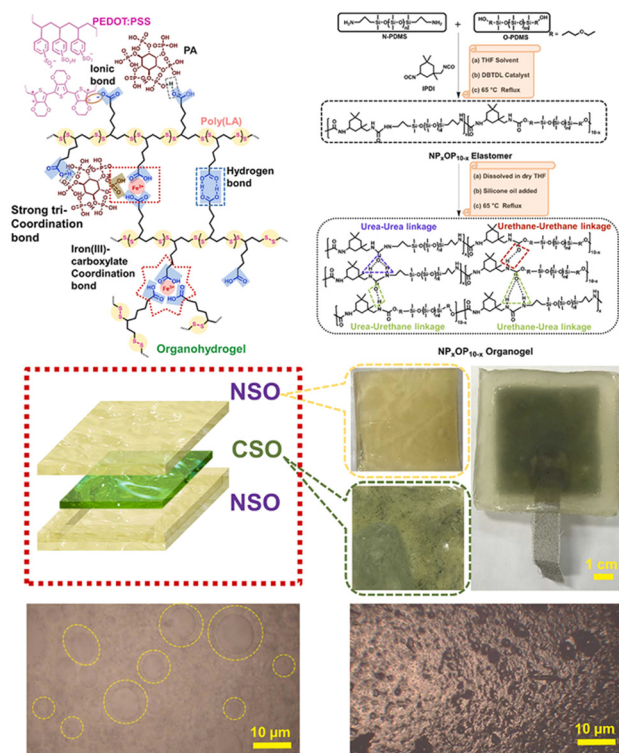 PEDOT:PSS
PA
Ionic
bond
Poly(LA)
Hydrogen
bond
Fe³⁺
Strong tri-
Coordination
bond
Iron(III)-
carboxylate
Coordination
bond
Fe³⁺
Organohydrogel
N-PDMS
+
O-PDMS
R =
IPDI
(a) THF Solvent
(b) DBTDL Catalyst
(c) 65 °C Reflux
NPₓOP₁₀₋ₓ Elastomer
(a) Dissolved in dry THF
(b) Silicone oil added
(c) 65 °C Reflux
Urea-Urea linkage
Urethane-Urethane linkage
Urea-Urethane linkage
Urethane-Urea linkage
NPₓOP₁₀₋ₓ Organogel
NSO
CSO
NSO
1 cm
10 µm
10 µm